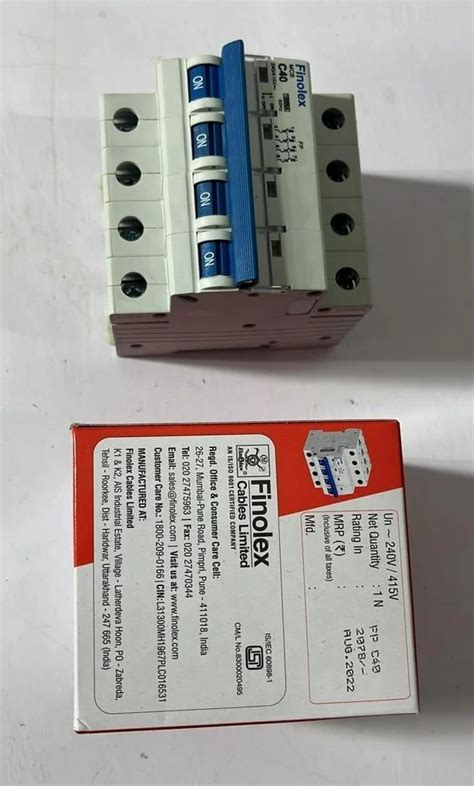 Finolex
MCB
C40
FP
ON
ON
ON
ON
Finolex
Cables Limited
AN IS/ISO 9001 CERTIFIED COMPANY
Regd. Office & Consumer Care Cell:
26-27, Mumbai-Pune Road, Pimpri, Pune - 411018, India
Tel: 020 27475963 | Fax: 020 27470344
Email: sales@finolex.com | Visit us at: www.finolex.com
Customer Care No.: 1800-209-0166 | CIN: L31300MH1967PLC016531
MANUFACTURED AT:
Finolex Cables Limited
K1 & K2, AIS Industrial Estate, Village - Latherdeva Hoon, PO - Zabreda,
Tehsil - Roorkee, Dist - Haridwar, Uttarakhand - 247 665 (India)
IS/IEC 60898-1
CM/L No. 8300020495
Un ~ 240V / 415V
Net Quantity : 1 N
Rating In : FP C40
MRP (₹) : 2078/-
(Inclusive of all taxes)
Mfd. AUG.2022